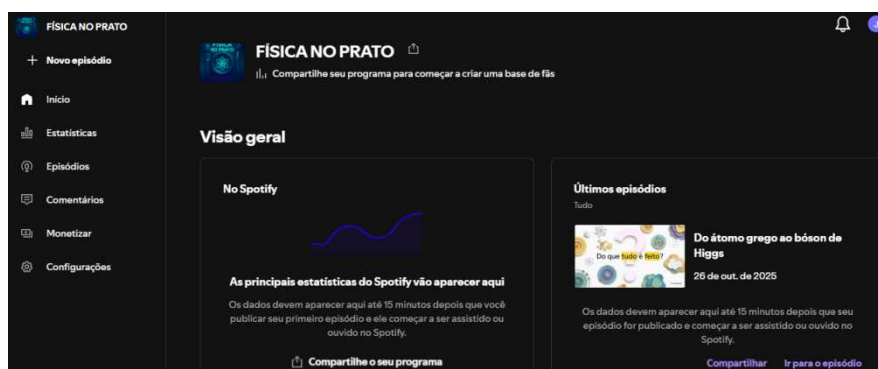 FÍSICA NO PRATO
Novo episódio
Início
Estatísticas
Episódios
Comentários
Monetizar
Configurações
FÍSICA NO PRATO
Compartilhe seu programa para começar a criar uma base de fãs
Visão geral
No Spotify
As principais estatísticas do Spotify vão aparecer aqui
Os dados devem aparecer aqui até 15 minutos depois que você
publicar seu primeiro episódio e ele começar a ser assistido ou
ouvido no Spotify.
Compartilhe o seu programa
Últimos episódios
Tudo
Do que tudo é feito?
Do átomo grego ao bóson de
Higgs
26 de out. de 2025
Os dados devem aparecer aqui até 15 minutos depois que seu
episódio for publicado e começar a ser assistido ou ouvido no
Spotify.
Compartilhar Ir para o episódio